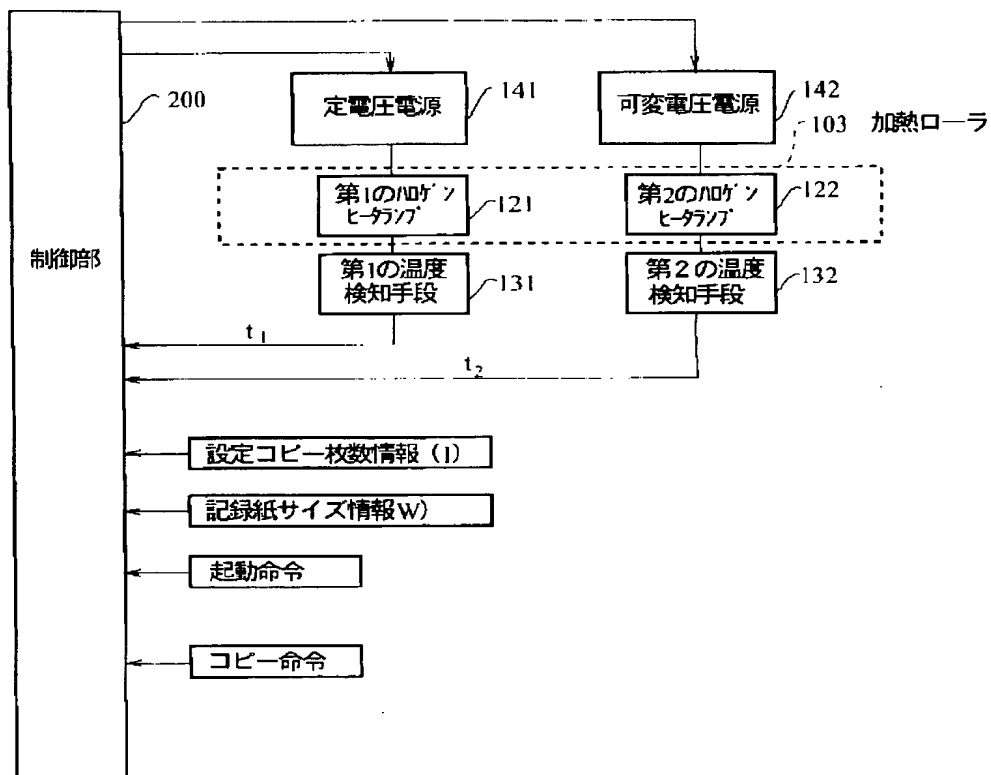 200
定電圧電源
141
可変電圧電源
142
103 加熱ローラ
第1のハロゲン
ヒータランプ
121
第2のハロゲン
ヒータランプ
122
制御部
第1の温度
検知手段
131
第2の温度
検知手段
132
t1
t2
設定コピー枚数情報(I)
記録紙サイズ情報W)
起動命令
コピー命令